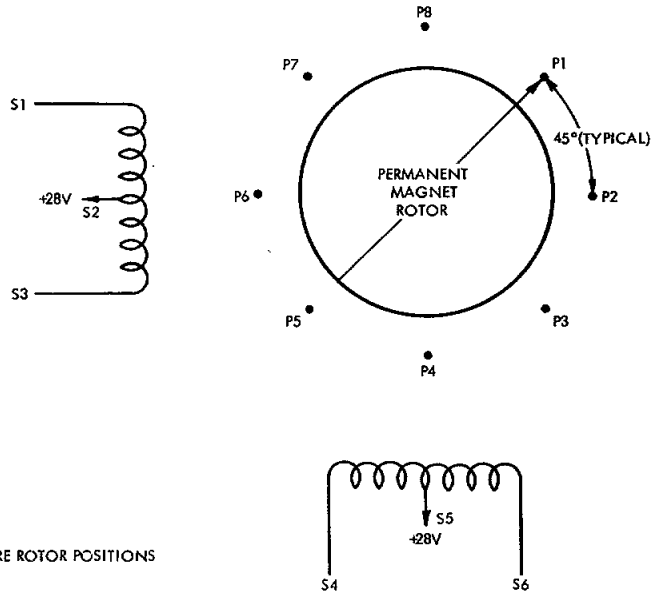 P8
P7
P1
S1
45°(TYPICAL)
PERMANENT
MAGNET
ROTOR
+28V
S2
P6
P2
S3
P5
P3
P4
S5
+28V
RE ROTOR POSITIONS
S4
S6